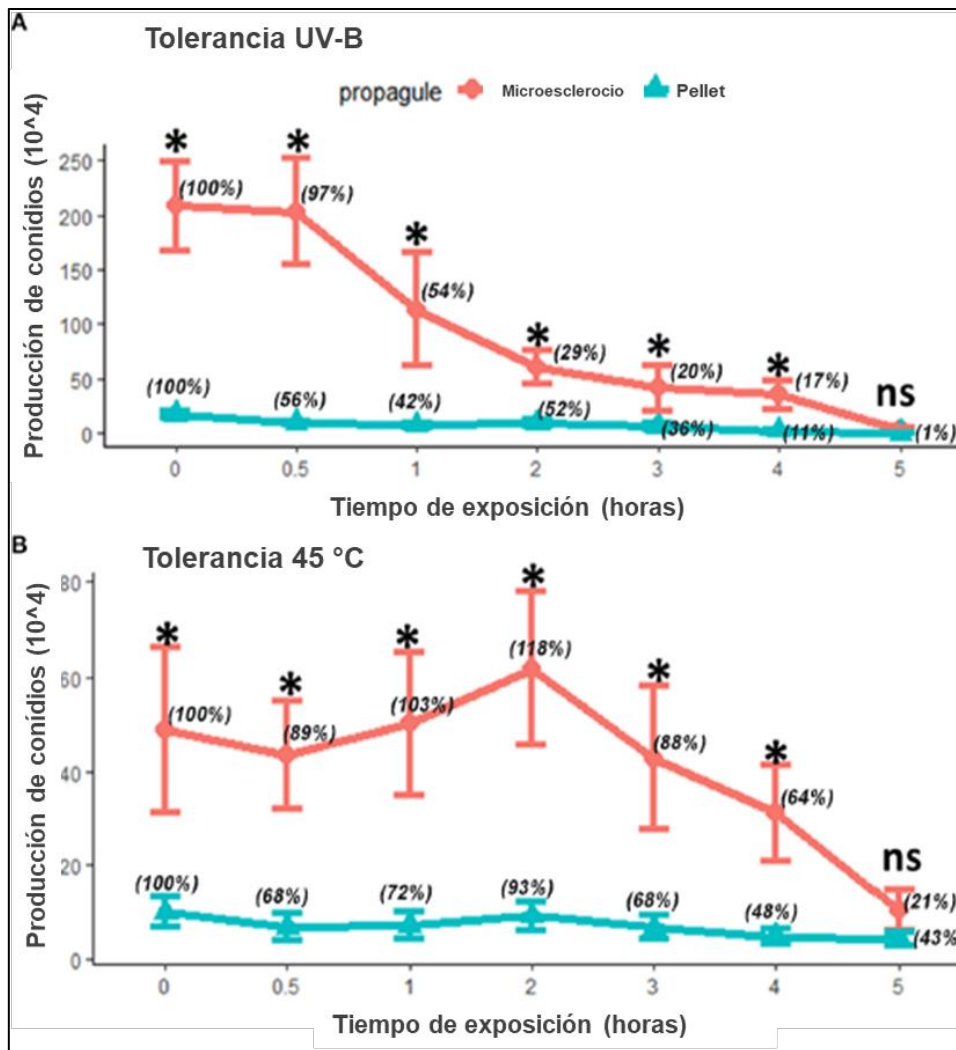 A
Tolerancia UV-B
propagule Microesclerocio Pellet
Producción de conídios (10^4)
250
200
150
100
50
0
* * * * * * ns
(100%) (97%) (54%) (29%) (20%) (17%)
(100%) (56%) (42%) (52%) (36%) (11%) (1%)
0 0.5 1 2 3 4 5
Tiempo de exposición (horas)
B
Tolerancia 45 °C
Producción de conídios (10^4)
80
60
40
20
0
* * * * * * ns
(100%) (89%) (103%) (118%) (88%) (64%) (21%)
(100%) (68%) (72%) (93%) (68%) (48%) (43%
0 0.5 1 2 3 4 5
Tiempo de exposición (horas)